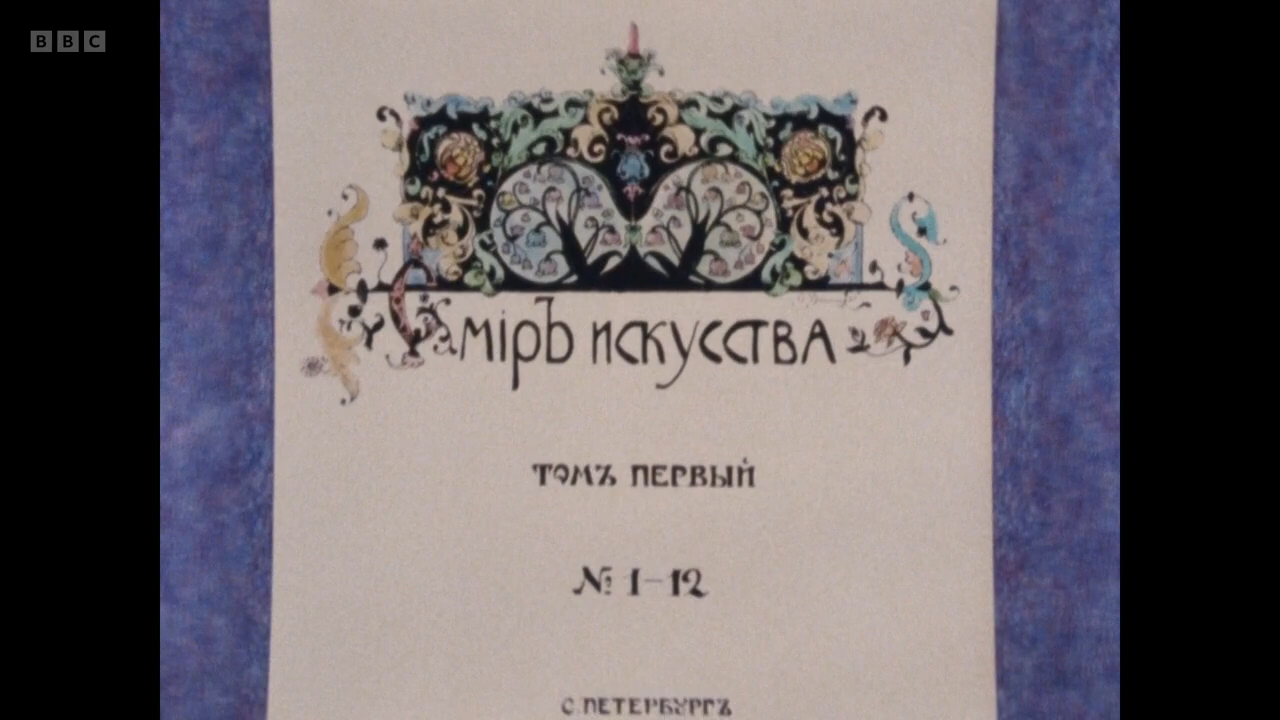 BBC
мiръ искусства
томъ первый
№ 1–12
С. ПЕТЕРБУРГЪ